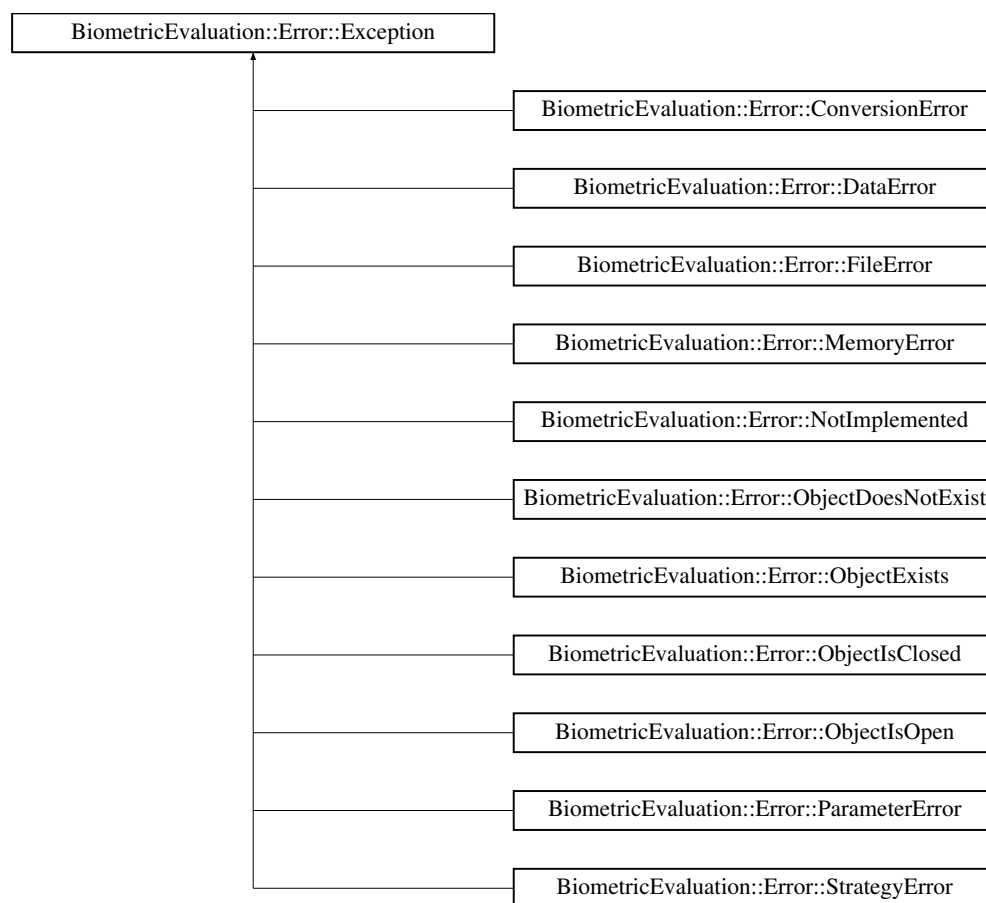 BiometricEvaluation::Error::Exception
BiometricEvaluation::Error::ConversionError
BiometricEvaluation::Error::DataError
BiometricEvaluation::Error::FileError
BiometricEvaluation::Error::MemoryError
BiometricEvaluation::Error::NotImplemented
BiometricEvaluation::Error::ObjectDoesNotExist
BiometricEvaluation::Error::ObjectExists
BiometricEvaluation::Error::ObjectIsClosed
BiometricEvaluation::Error::ObjectIsOpen
BiometricEvaluation::Error::ParameterError
BiometricEvaluation::Error::StrategyError